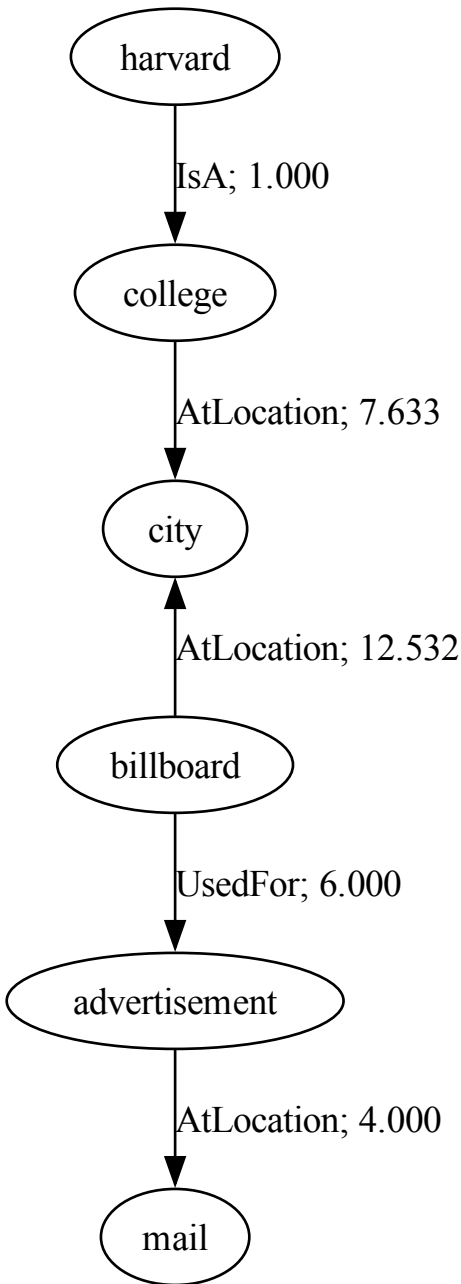 harvard
IsA; 1.000
college
AtLocation; 7.633
city
AtLocation; 12.532
billboard
UsedFor; 6.000
advertisement
AtLocation; 4.000
mail